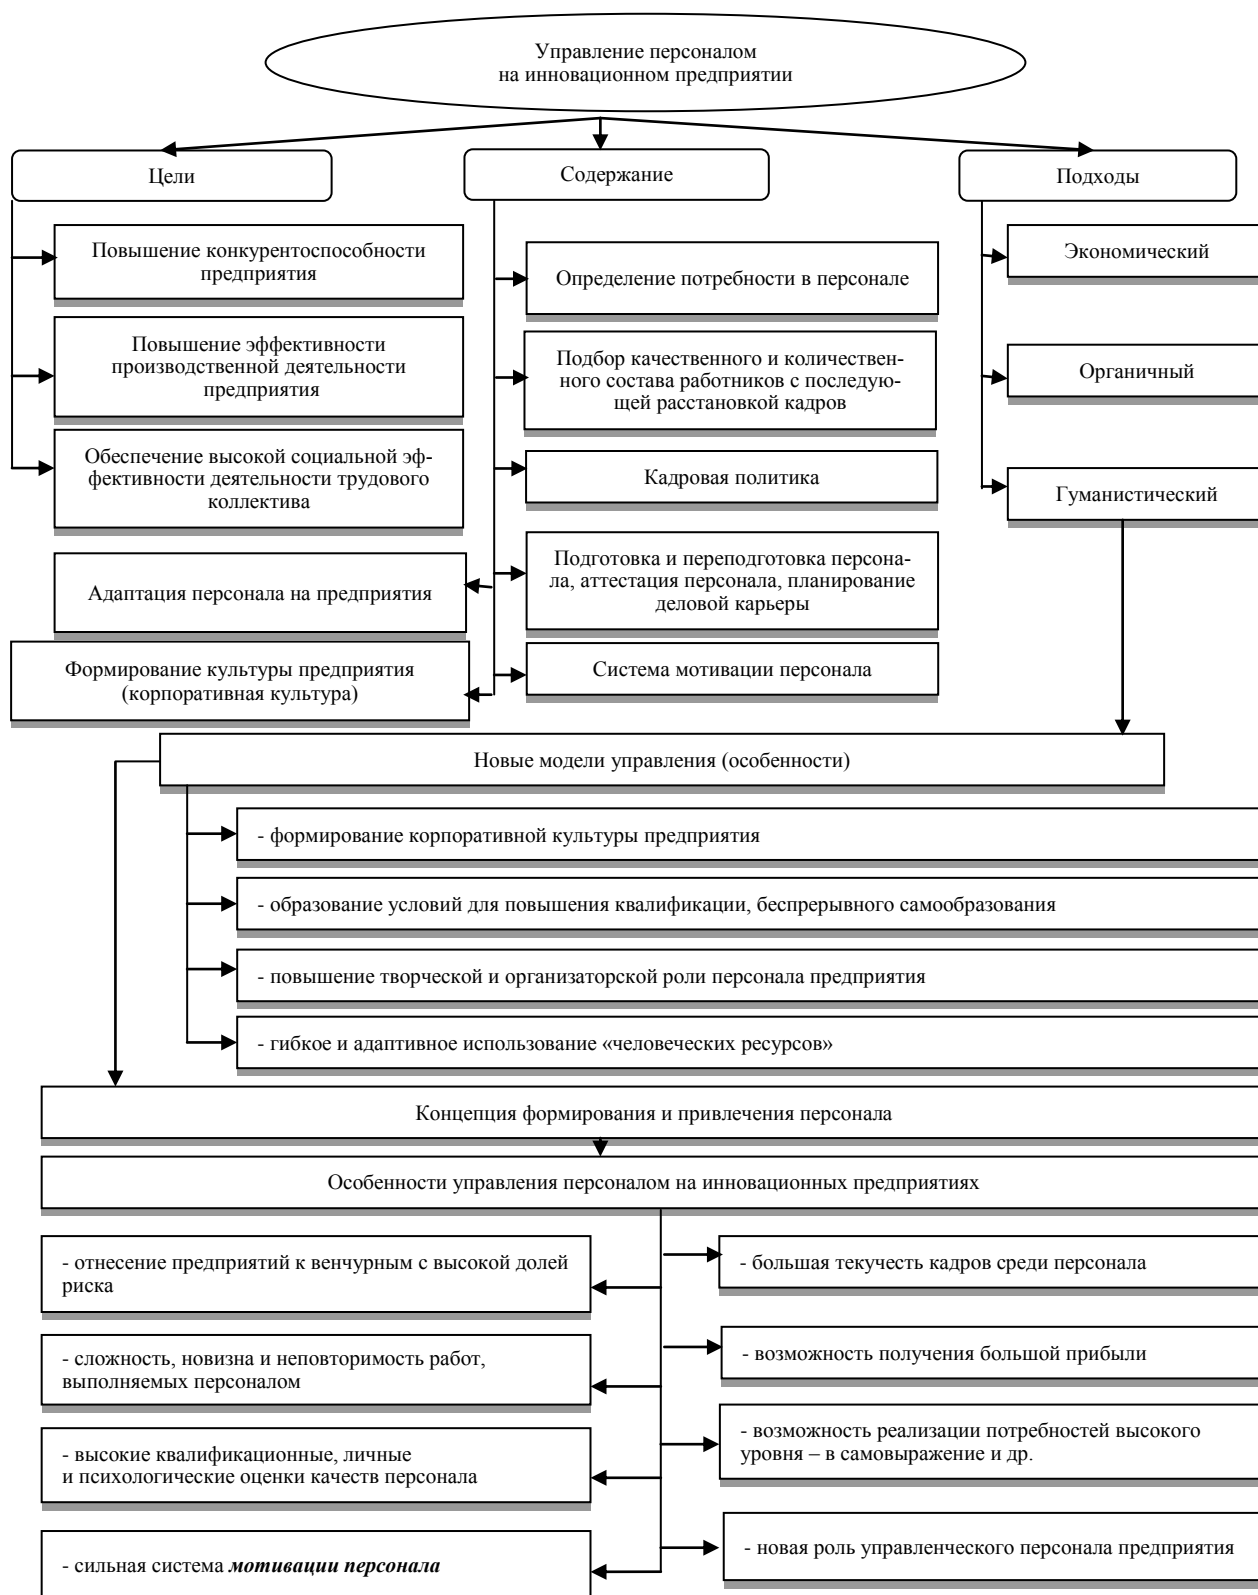 Управление персоналом
на инновационном предприятии
Цели
Содержание
Подходы
Повышение конкурентоспособности
предприятия
Повышение эффективности
производственной деятельности
предприятия
Обеспечение высокой социальной эф-
фективности деятельности трудового
коллектива
Адаптация персонала на предприятия
Формирование культуры предприятия
(корпоративная культура)
Определение потребности в персонале
Подбор качественного и количествен-
ного состава работников с последую-
щей расстановкой кадров
Кадровая политика
Подготовка и переподготовка персона-
ла, аттестация персонала, планирование
деловой карьеры
Система мотивации персонала
Экономический
Органичный
Гуманистический
Новые модели управления (особенности)
- формирование корпоративной культуры предприятия
- образование условий для повышения квалификации, беспрерывного самообразования
- повышение творческой и организаторской роли персонала предприятия
- гибкое и адаптивное использование «человеческих ресурсов»
Концепция формирования и привлечения персонала
Особенности управления персоналом на инновационных предприятиях
- отнесение предприятий к венчурным с высокой долей
риска
- сложность, новизна и неповторимость работ,
выполняемых персоналом
- высокие квалификационные, личные
и психологические оценки качеств персонала
- сильная система мотивации персонала
- большая текучесть кадров среди персонала
- возможность получения большой прибыли
- возможность реализации потребностей высокого
уровня – в самовыражение и др.
- новая роль управленческого персонала предприятия